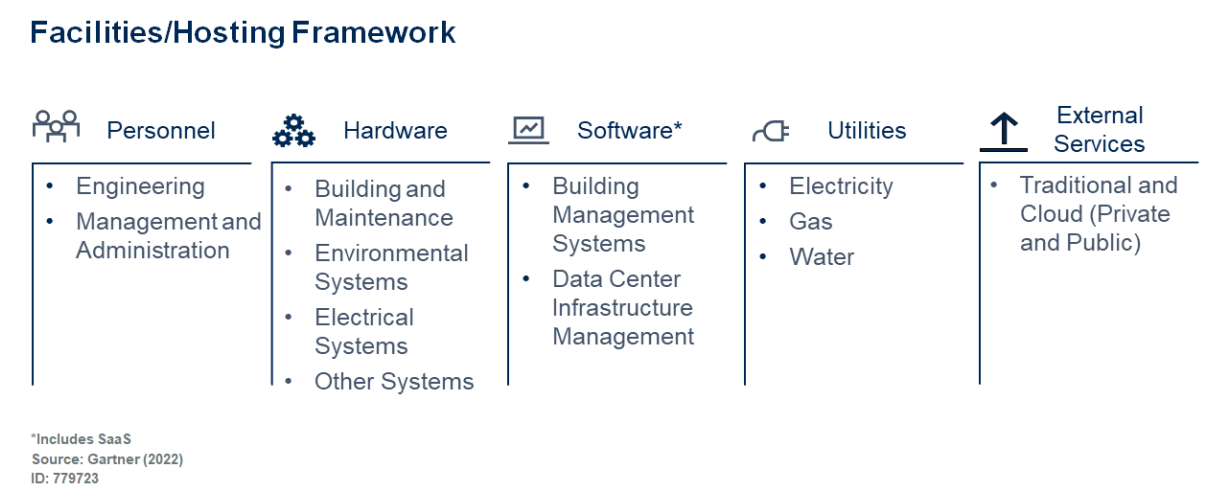 Facilities/Hosting Framework
Personnel
• Engineering
• Management and
Administration
Hardware
• Building and
Maintenance
• Environmental
Systems
• Electrical
Systems
• Other Systems
Software*
• Building
Management
Systems
• Data Center
Infrastructure
Management
Utilities
• Electricity
• Gas
• Water
External
Services
• Traditional and
Cloud (Private
and Public)
*Includes SaaS
Source: Gartner (2022)
ID: 779723